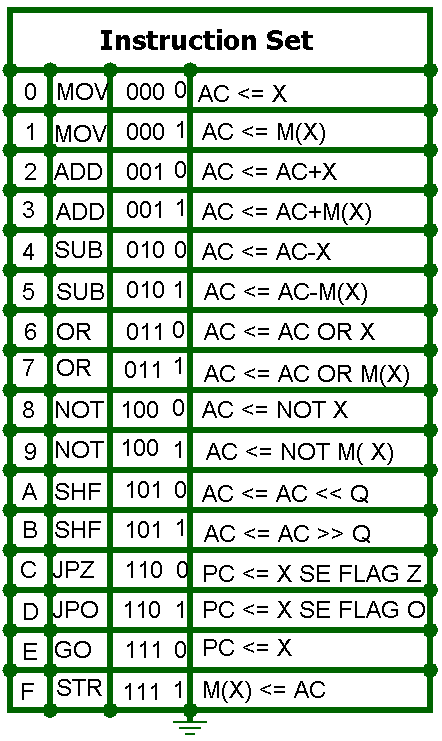 Instruction Set
0 MOV 000 0 AC <= X
1 MOV 000 1 AC <= M(X)
2 ADD 001 0 AC <= AC+X
3 ADD 001 1 AC <= AC+M(X)
4 SUB 010 0 AC <= AC-X
5 SUB 010 1 AC <= AC-M(X)
6 OR 011 0 AC <= AC OR X
7 OR 011 1 AC <= AC OR M(X)
8 NOT 100 0 AC <= NOT X
9 NOT 100 1 AC <= NOT M( X)
A SHF 101 0 AC <= AC << Q
B SHF 101 1 AC <= AC >> Q
C JPZ 110 0 PC <= X SE FLAG Z
D JPO 110 1 PC <= X SE FLAG O
E GO 111 0 PC <= X
F STR 111 1 M(X) <= AC